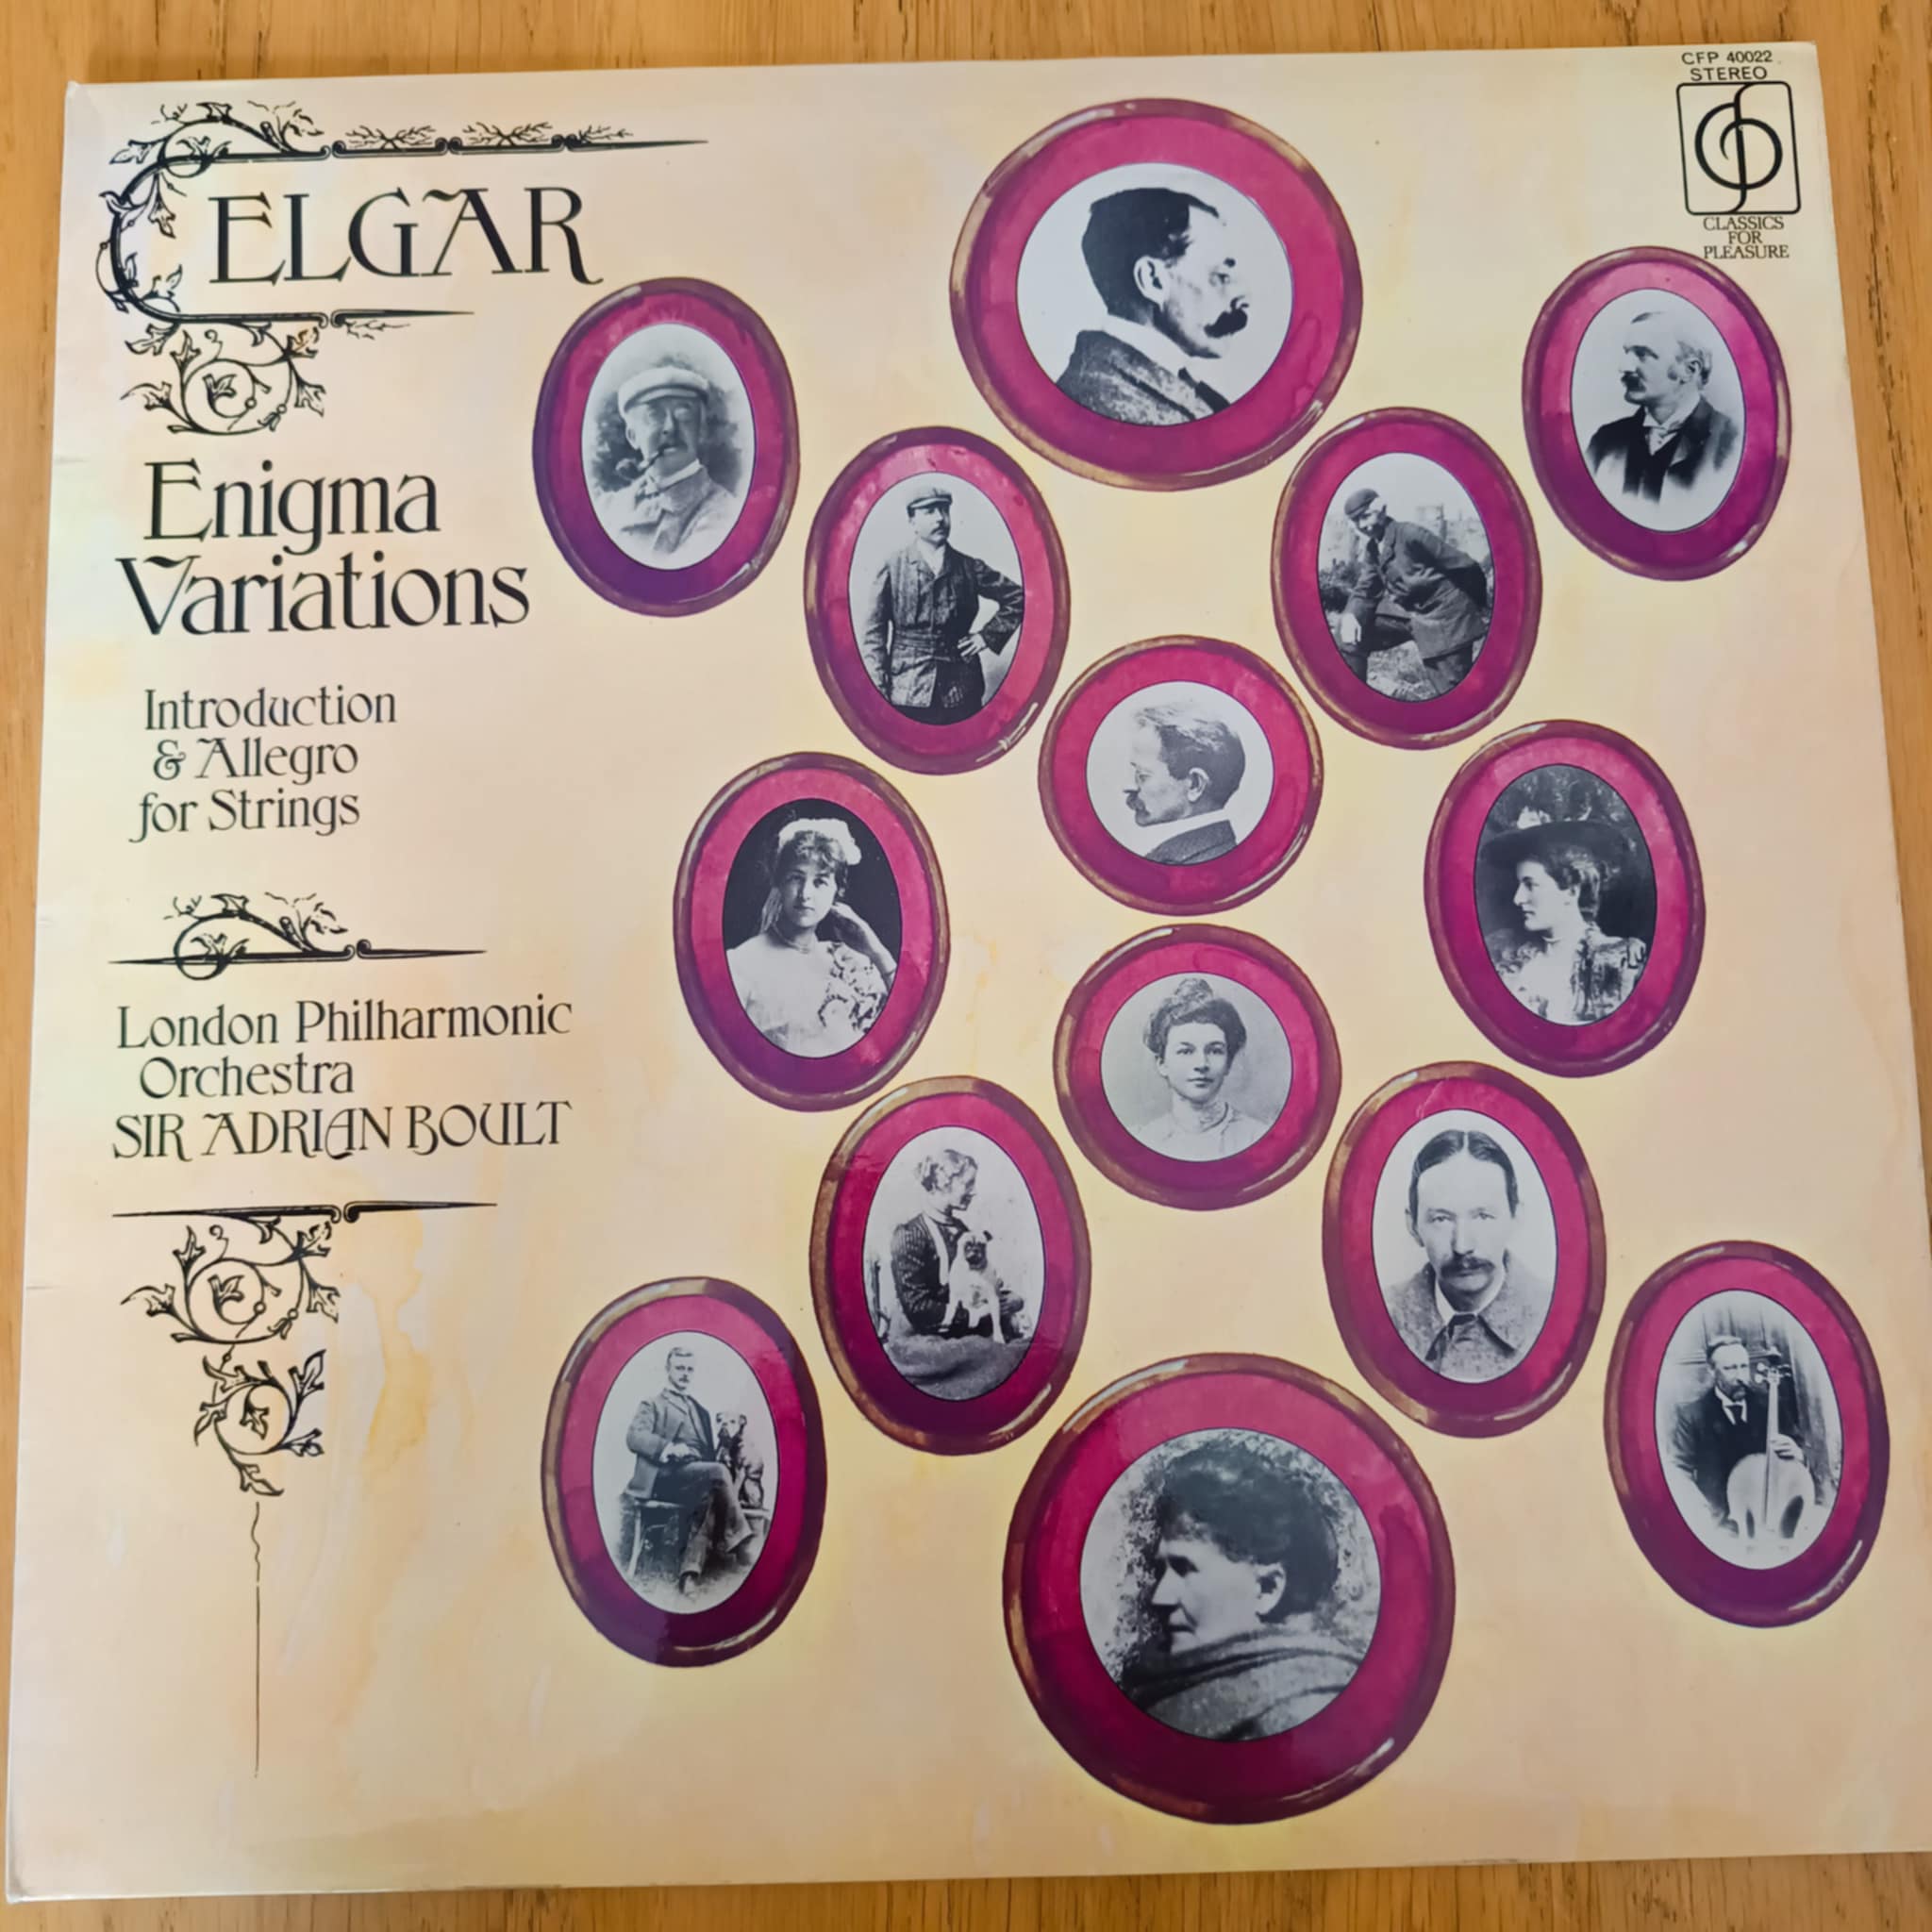 ELGAR
Enigma
Variations
Introduction
& Allegro
for Strings
London Philharmonic
Orchestra
SIR ADRIAN BOULT
CFP 40022
STEREO
CLASSICS
FOR
PLEASURE